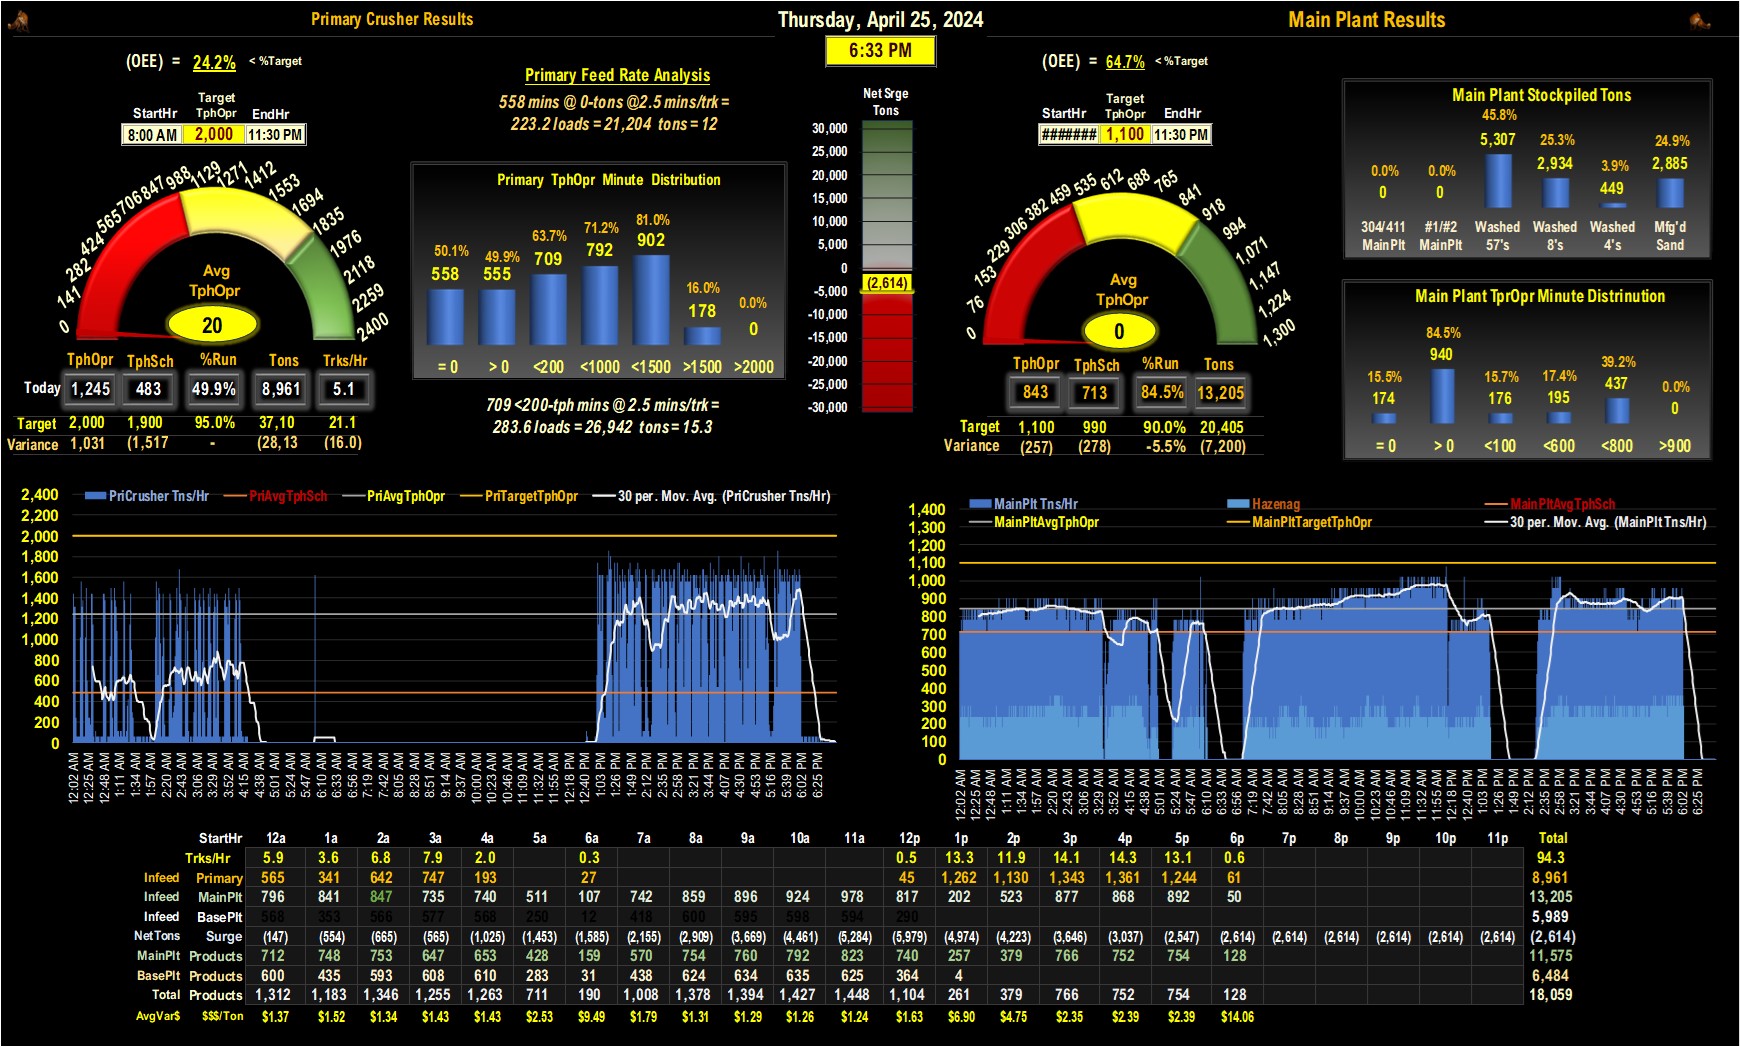 Primary Crusher Results
Thursday, April 25, 2024
Main Plant Results
6:33 PM
(OEE) = 24.2% < %Target
StartHr Target TphOpr EndHr
8:00 AM 2,000 11:30 PM
0 141 282 424 565 706 847 988 1129 1271 1412 1553 1694 1835 1976 2118 2259 2400
Avg
TphOpr
20
TphOpr TphSch %Run Tons Trks/Hr
Today 1,245 483 49.9% 8,961 5.1
Target 2,000 1,900 95.0% 37,10 21.1
Variance 1,031 (1,517 - (28,13 (16.0)
Primary Feed Rate Analysis
558 mins @ 0-tons @2.5 mins/trk =
223.2 loads = 21,204 tons = 12
Primary TphOpr Minute Distribution
50.1% 49.9% 63.7% 71.2% 81.0% 16.0% 0.0%
558 555 709 792 902 178 0
= 0 > 0 <200 <1000 <1500 >1500 >2000
709 <200-tph mins @ 2.5 mins/trk =
283.6 loads = 26,942 tons = 15.3
Net Srge
Tons
30,000
25,000
20,000
15,000
10,000
5,000
0
(2,614)
-5,000
-10,000
-15,000
-20,000
-25,000
-30,000
(OEE) = 64.7% < %Target
StartHr Target TphOpr EndHr
####### 1,100 11:30 PM
0 76 153 229 306 382 459 535 612 688 765 841 918 994 1,071 1,147 1,224 1,300
Avg
TphOpr
0
TphOpr TphSch %Run Tons
843 713 84.5% 13,205
Target 1,100 990 90.0% 20,405
Variance (257) (278) -5.5% (7,200)
Main Plant Stockpiled Tons
0.0% 0.0% 45.8% 25.3% 3.9% 24.9%
0 0 5,307 2,934 449 2,885
304/411 #1/#2 Washed Washed Washed Mfg'd
MainPlt MainPlt 57's 8's 4's Sand
Main Plant TprOpr Minute Distrinution
15.5% 84.5% 15.7% 17.4% 39.2% 0.0%
174 940 176 195 437 0
= 0 > 0 <100 <600 <800 >900
PriCrusher Tns/Hr PriAvgTphSch PriAvgTphOpr PriTargetTphOpr 30 per. Mov. Avg. (PriCrusher Tns/Hr)
2,400
2,200
2,000
1,800
1,600
1,400
1,200
1,000
800
600
400
200
0
12:02 AM 12:25 AM 12:48 AM 1:11 AM 1:34 AM 1:57 AM 2:20 AM 2:43 AM 3:06 AM 3:29 AM 3:52 AM 4:15 AM 4:38 AM 5:01 AM 5:24 AM 5:47 AM 6:10 AM 6:33 AM 6:56 AM 7:19 AM 7:42 AM 8:05 AM 8:28 AM 8:51 AM 9:14 AM 9:37 AM 10:00 AM 10:23 AM 10:46 AM 11:09 AM 11:32 AM 11:55 AM 12:18 PM 12:40 PM 1:03 PM 1:26 PM 1:49 PM 2:12 PM 2:35 PM 2:58 PM 3:21 PM 3:44 PM 4:07 PM 4:30 PM 4:53 PM 5:16 PM 5:39 PM 6:02 PM 6:25 PM
MainPlt Tns/Hr Hazenag MainPltAvgTphSch
MainPltAvgTphOpr MainPltTargetTphOpr 30 per. Mov. Avg. (MainPlt Tns/Hr)
1,400
1,300
1,200
1,100
1,000
900
800
700
600
500
400
300
200
100
0
12:02 AM 12:25 AM 12:48 AM 1:11 AM 1:34 AM 1:57 AM 2:20 AM 2:43 AM 3:06 AM 3:29 AM 3:52 AM 4:15 AM 4:38 AM 5:01 AM 5:24 AM 5:47 AM 6:10 AM 6:33 AM 6:56 AM 7:19 AM 7:42 AM 8:05 AM 8:28 AM 8:51 AM 9:14 AM 9:37 AM 10:00 AM 10:23 AM 10:46 AM 11:09 AM 11:32 AM 11:55 AM 12:18 PM 12:40 PM 1:03 PM 1:26 PM 1:49 PM 2:12 PM 2:35 PM 2:58 PM 3:21 PM 3:44 PM 4:07 PM 4:30 PM 4:53 PM 5:16 PM 5:39 PM 6:02 PM 6:25 PM
StartHr 12a 1a 2a 3a 4a 5a 6a 7a 8a 9a 10a 11a 12p 1p 2p 3p 4p 5p 6p 7p 8p 9p 10p 11p Total
Trks/Hr 5.9 3.6 6.8 7.9 2.0 0.3 0.5 13.3 11.9 14.1 14.3 13.1 0.6 94.3
Infeed Primary 565 341 642 747 193 27 45 1,262 1,130 1,343 1,361 1,244 61 8,961
Infeed MainPlt 796 841 847 735 740 511 107 742 859 896 924 978 817 202 523 877 868 892 50 13,205
Infeed BasePlt 568 353 566 577 568 250 12 418 600 595 598 594 290 5,989
NetTons Surge (147) (554) (665) (565) (1,025) (1,453) (1,585) (2,155) (2,909) (3,669) (4,461) (5,284) (5,979) (4,974) (4,223) (3,646) (3,037) (2,547) (2,614) (2,614) (2,614) (2,614) (2,614) (2,614) (2,614)
MainPlt Products 712 748 753 647 653 428 159 570 754 760 792 823 740 257 379 766 752 754 128 11,575
BasePlt Products 600 435 593 608 610 283 31 438 624 634 635 625 364 4 6,484
Total Products 1,312 1,183 1,346 1,255 1,263 711 190 1,008 1,378 1,394 1,427 1,448 1,104 261 379 766 752 754 128 18,059
AvgVar$ $$$/Ton $1.37 $1.52 $1.34 $1.43 $1.43 $2.53 $9.49 $1.79 $1.31 $1.29 $1.26 $1.24 $1.63 $6.90 $4.75 $2.35 $2.39 $2.39 $14.06